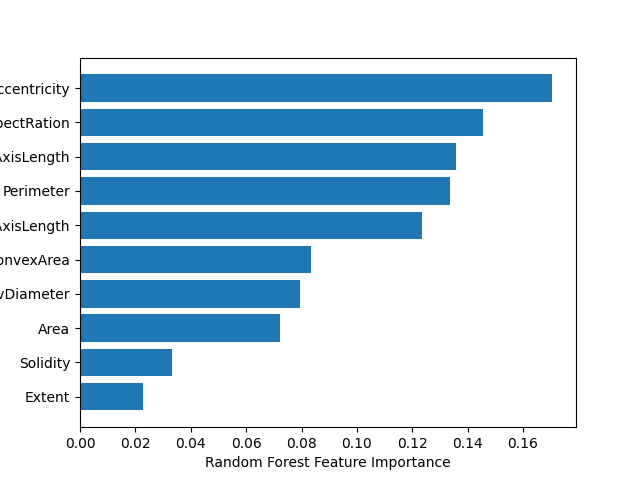 ccentricity
pectRation
AxisLength
Perimeter
AxisLength
onvexArea
vDiameter
Area
Solidity
Extent
0.00 0.02 0.04 0.06 0.08 0.10 0.12 0.14 0.16
Random Forest Feature Importance